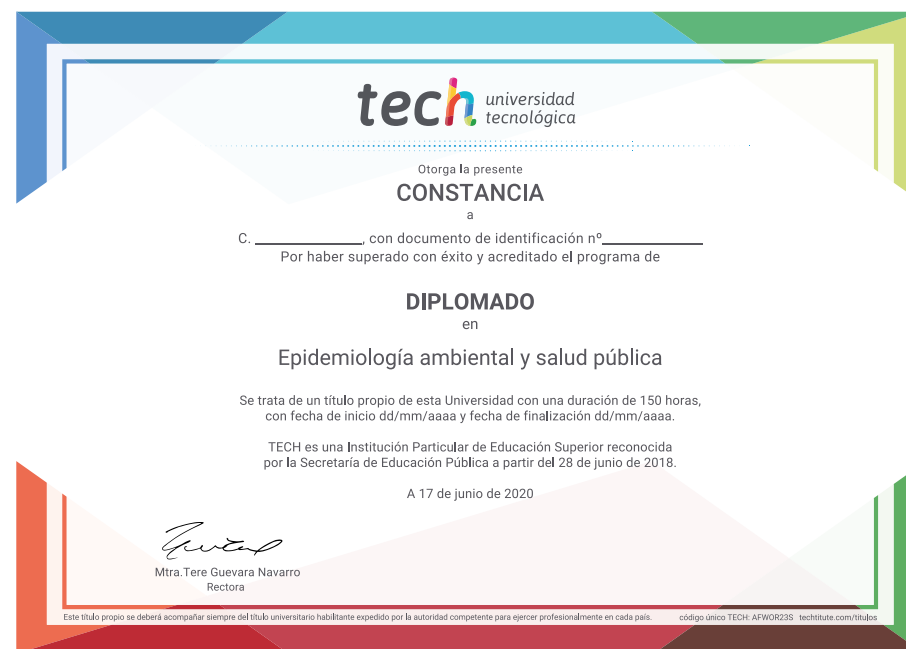 tech universidad
tecnológica
Otorga la presente
CONSTANCIA
a
C. ____________, con documento de identificación nº____________
Por haber superado con éxito y acreditado el programa de
DIPLOMADO
en
Epidemiología ambiental y salud pública
Se trata de un título propio de esta Universidad con una duración de 150 horas,
con fecha de inicio dd/mm/aaaa y fecha de finalización dd/mm/aaaa.
TECH es una Institución Particular de Educación Superior reconocida
por la Secretaría de Educación Pública a partir del 28 de junio de 2018.
A 17 de junio de 2020
Mtra.Tere Guevara Navarro
Rectora
Este título propio se deberá acompañar siempre del título universitario habilitante expedido por la autoridad competente para ejercer profesionalmente en cada país. código único TECH: AFWOR23S techtitute.com/titulos